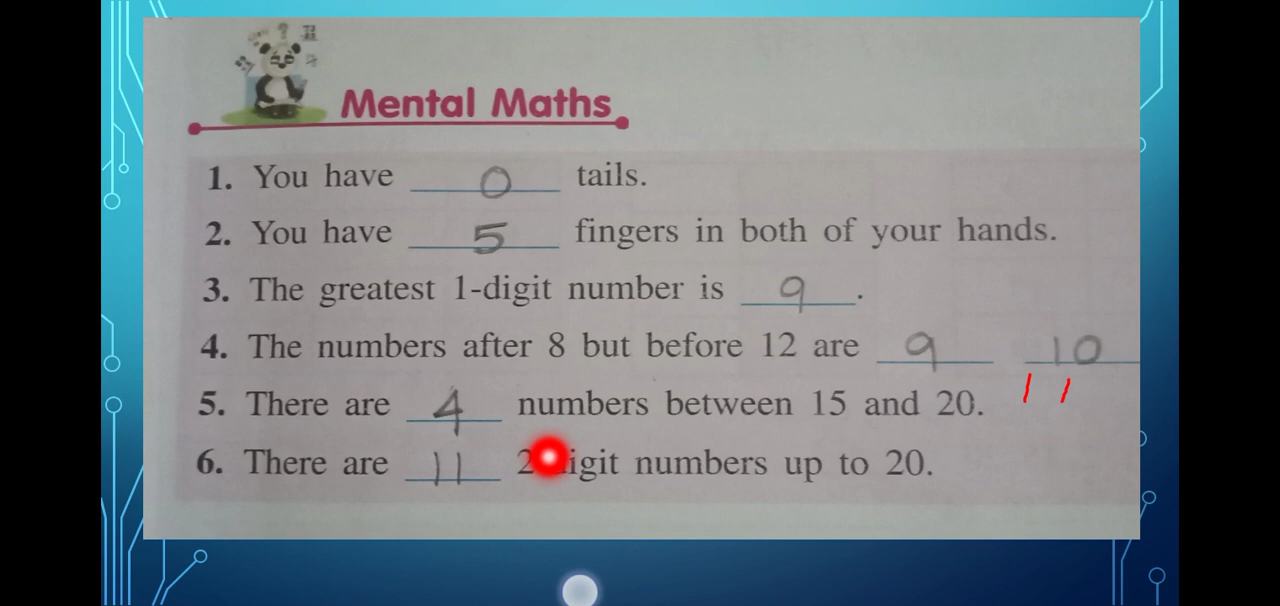 Mental Maths
1. You have 0 tails.
2. You have 5 fingers in both of your hands.
3. The greatest 1-digit number is 9.
4. The numbers after 8 but before 12 are 9 10
11
5. There are 4 numbers between 15 and 20.
6. There are 11 2-digit numbers up to 20.